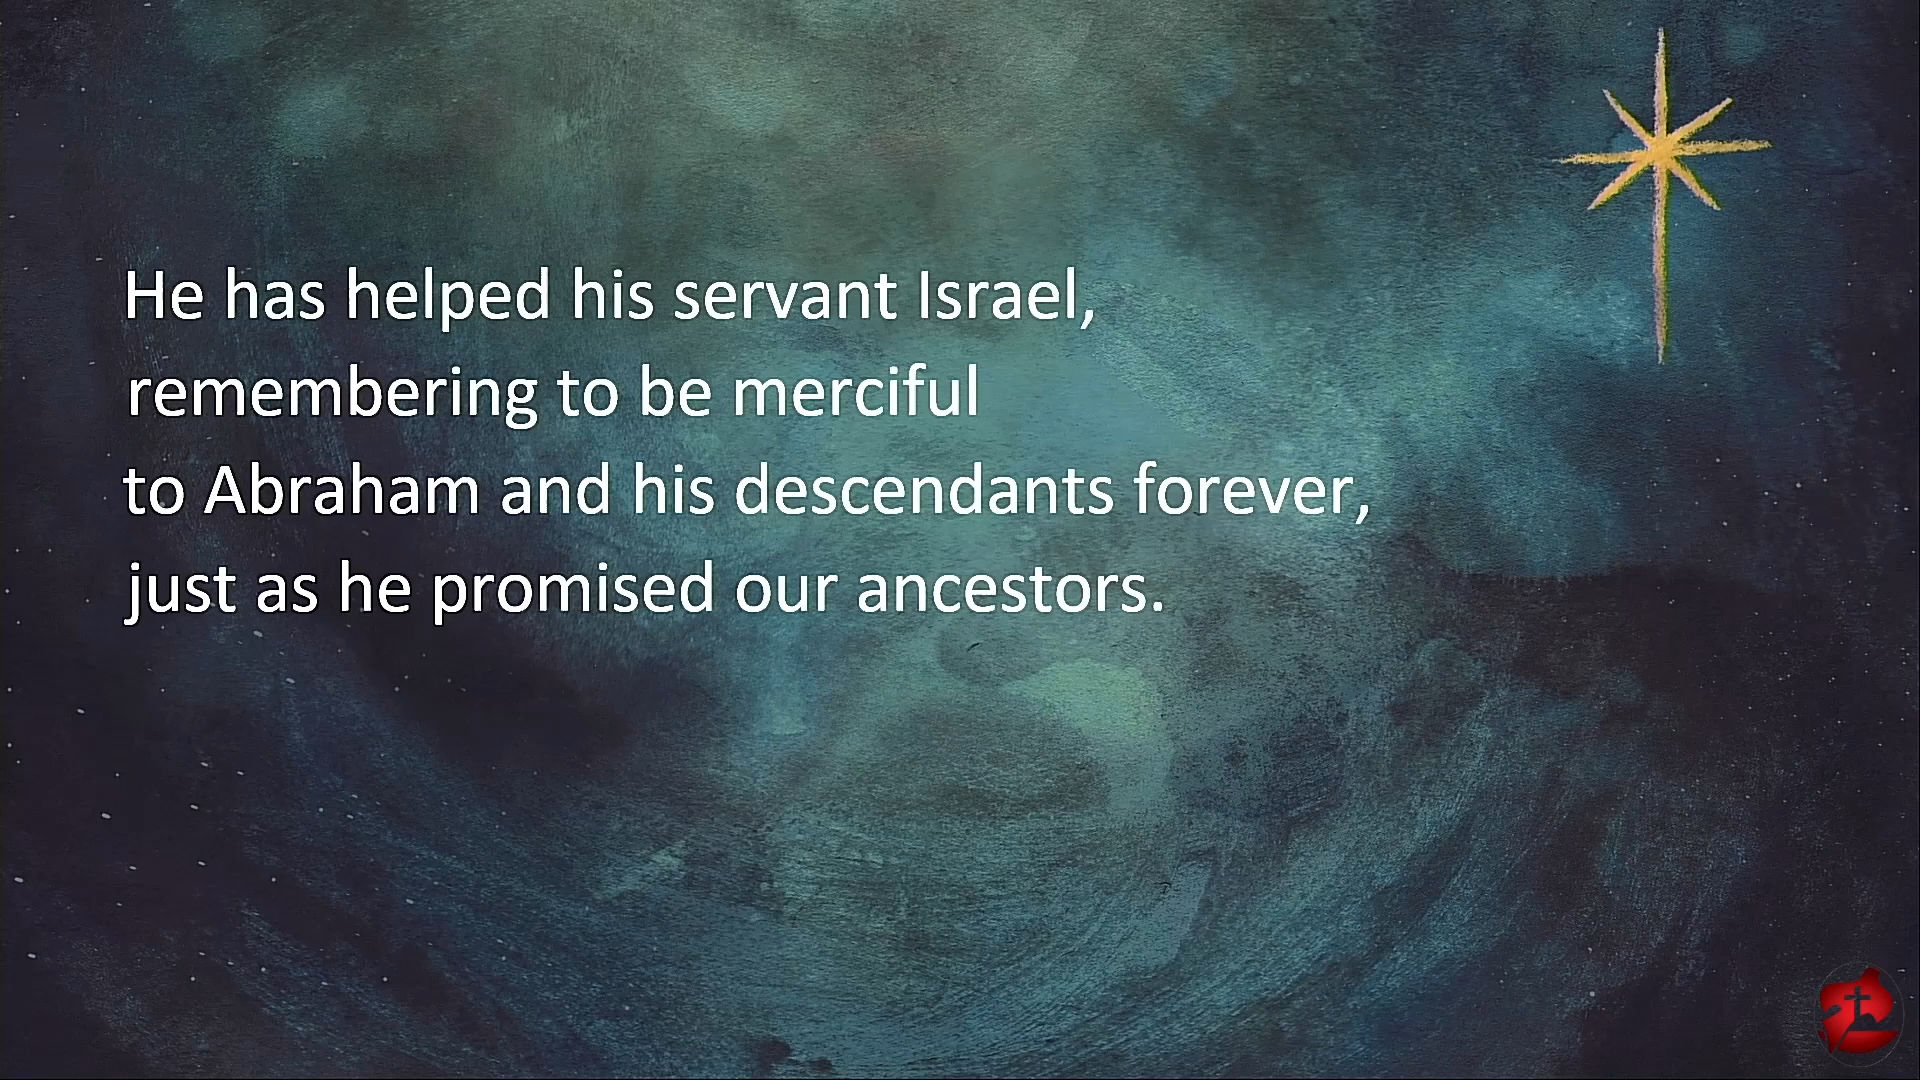 He has helped his servant Israel,
remembering to be merciful
to Abraham and his descendants forever,
just as he promised our ancestors.